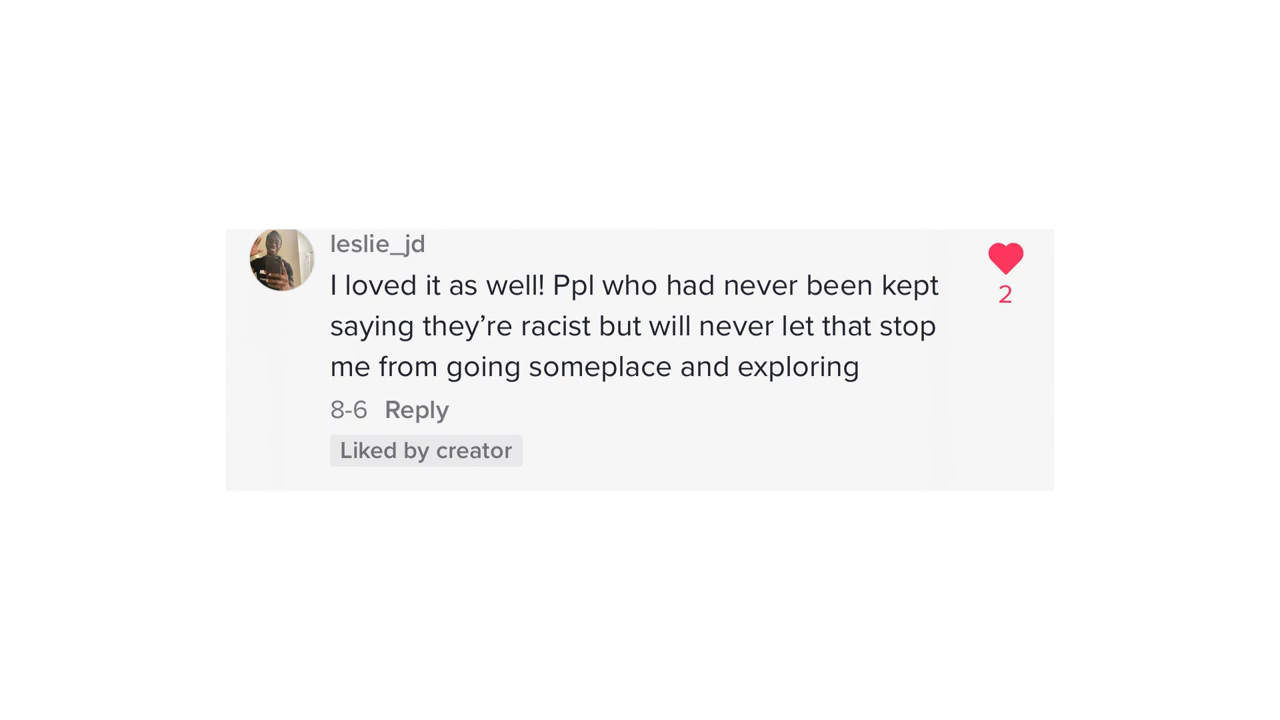 leslie_jd
I loved it as well! Ppl who had never been kept
saying they’re racist but will never let that stop
me from going someplace and exploring
2
8-6 Reply
Liked by creator